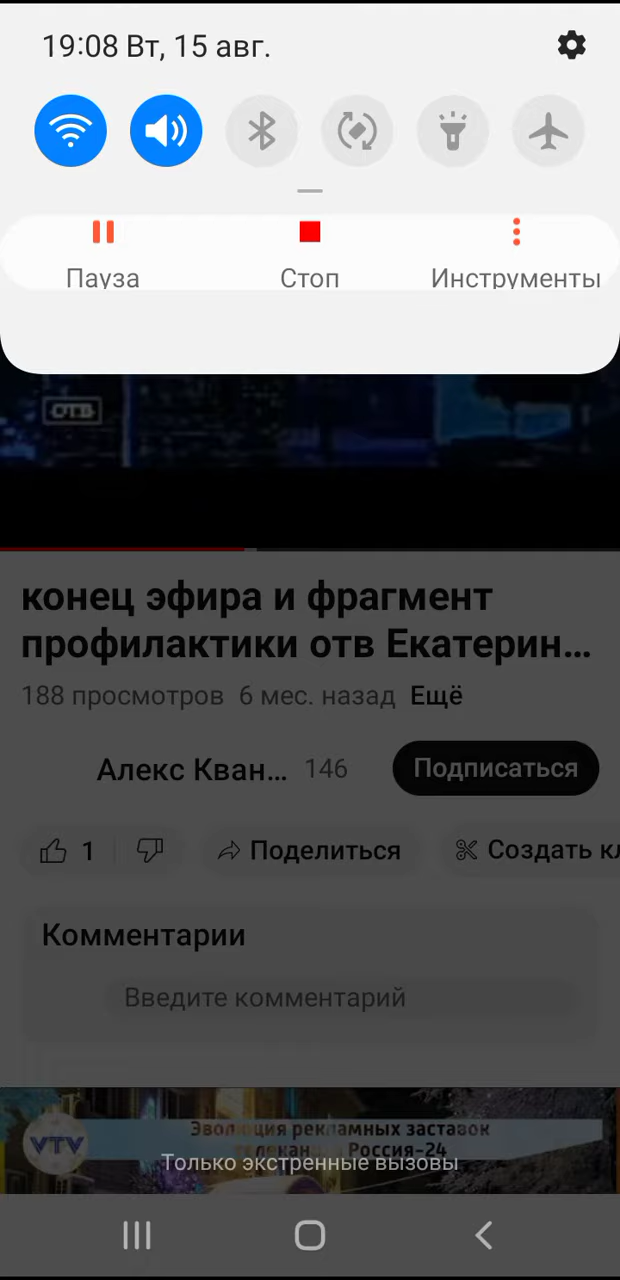 19:08 Вт, 15 авг.
Пауза
Стоп
Инструменты
ОТВ
конец эфира и фрагмент
профилактики отв Екатерин...
188 просмотров 6 мес. назад Ещё
Алекс Кван... 146
Подписаться
1
Поделиться
Создать кл
Комментарии
Введите комментарий
VTV
Эволюция рекламных заставок
телекан Россия-24
Только экстренные вызовы